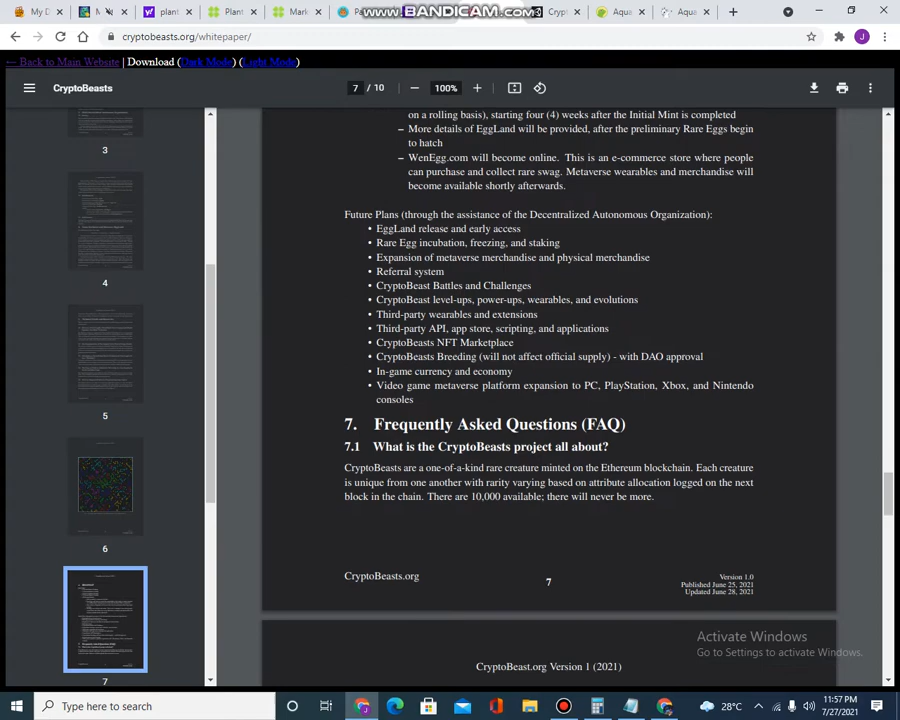 My D
M
plant
Plant
Mark
Pa
WWW.BANDICAM.COM
Crypt
Aqua
Aqua
cryptobeasts.org/whitepaper/
J
← Back to Main Website | Download (Dark Mode) (Light Mode)
CryptoBeasts
7 / 10
100%
3
4
5
6
7
on a rolling basis), starting four (4) weeks after the Initial Mint is completed
– More details of EggLand will be provided, after the preliminary Rare Eggs begin
to hatch
– WenEgg.com will become online. This is an e-commerce store where people
can purchase and collect rare swag. Metaverse wearables and merchandise will
become available shortly afterwards.
Future Plans (through the assistance of the Decentralized Autonomous Organization):
• EggLand release and early access
• Rare Egg incubation, freezing, and staking
• Expansion of metaverse merchandise and physical merchandise
• Referral system
• CryptoBeast Battles and Challenges
• CryptoBeast level-ups, power-ups, wearables, and evolutions
• Third-party wearables and extensions
• Third-party API, app store, scripting, and applications
• CryptoBeasts NFT Marketplace
• CryptoBeasts Breeding (will not affect official supply) - with DAO approval
• In-game currency and economy
• Video game metaverse platform expansion to PC, PlayStation, Xbox, and Nintendo
consoles
7. Frequently Asked Questions (FAQ)
7.1 What is the CryptoBeasts project all about?
CryptoBeasts are a one-of-a-kind rare creature minted on the Ethereum blockchain. Each creature
is unique from one another with rarity varying based on attribute allocation logged on the next
block in the chain. There are 10,000 available; there will never be more.
CryptoBeasts.org
7
Version 1.0
Published June 25, 2021
Updated June 28, 2021
CryptoBeast.org Version 1 (2021)
Activate Windows
Go to Settings to activate Windows.
Type here to search
28°C
11:57 PM
7/27/2021